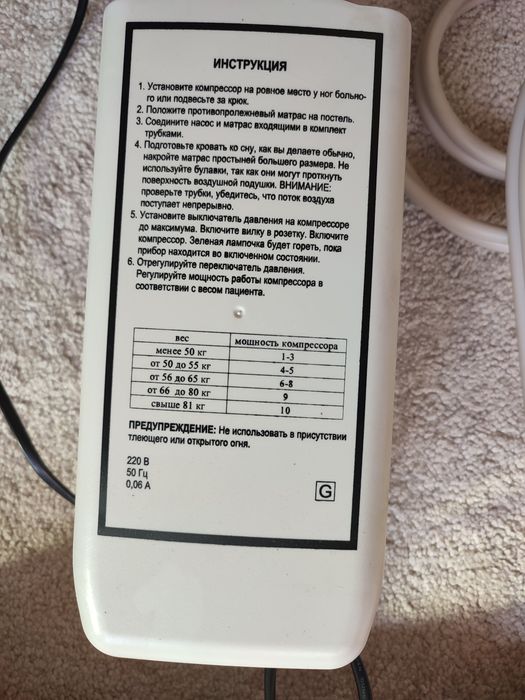 ИНСТРУКЦИЯ
1. Установите компрессор на ровное место у ног больно-
го или подвесьте за крюк.
2. Положите противопролежневый матрас на постель.
3. Соедините насос и матрас входящими в комплект
трубками.
4. Подготовьте кровать ко сну, как вы делаете обычно,
накройте матрас простыней большего размера. Не
используйте булавки, так как они могут проткнуть
поверхность воздушной подушки. ВНИМАНИЕ:
проверьте трубки, убедитесь, что поток воздуха
поступает непрерывно.
5. Установите выключатель давления на компрессоре
до максимума. Включите вилку в розетку. Включите
компрессор. Зеленая лампочка будет гореть, пока
прибор находится во включенном состоянии.
6. Отрегулируйте переключатель давления.
Регулируйте мощность работы компрессора в
соответствии с весом пациента.
вес мощность компрессора
менее 50 кг 1-3
от 50 до 55 кг 4-5
от 56 до 65 кг 6-8
от 66 до 80 кг 9
свыше 81 кг 10
ПРЕДУПРЕЖДЕНИЕ: Не использовать в присутствии
тлеющего или открытого огня.
220 В
50 Гц
0,06 А
G